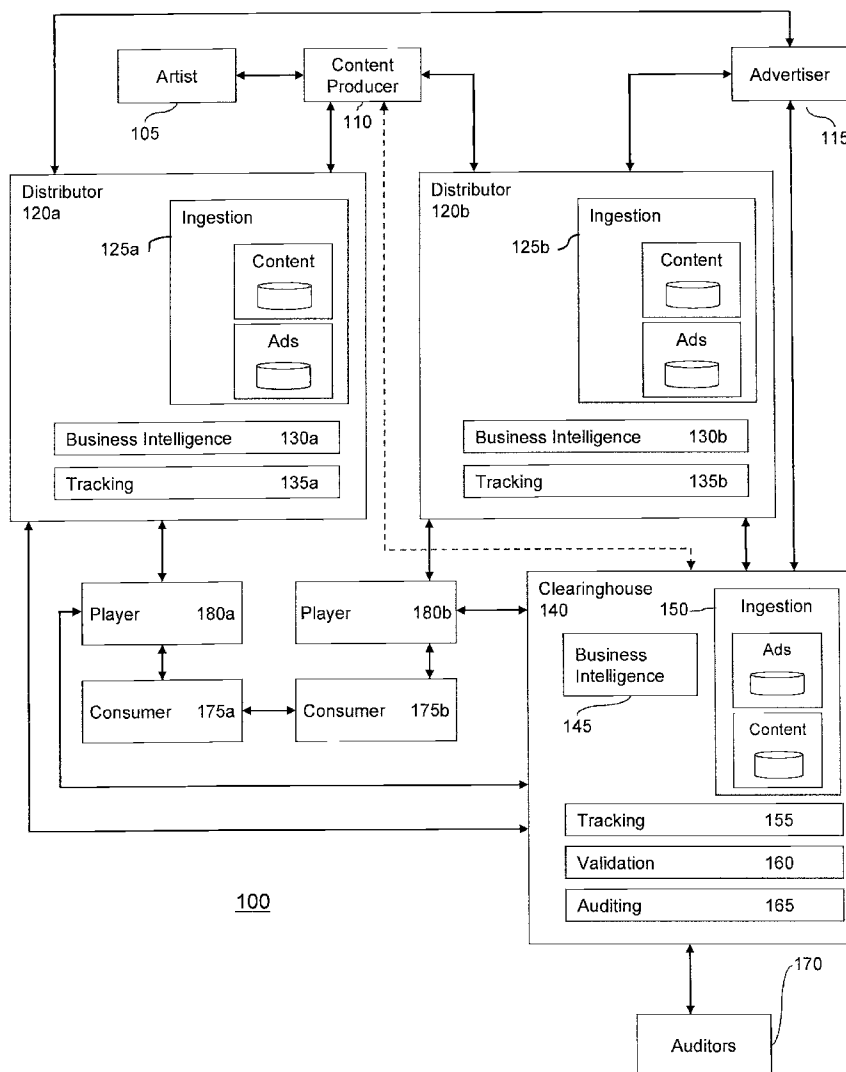 Artist
105
Content
Producer
110
Advertiser
115
Distributor
120a
Ingestion
125a
Content
Ads
Business Intelligence 130a
Tracking 135a
Distributor
120b
Ingestion
125b
Content
Ads
Business Intelligence 130b
Tracking 135b
Player 180a
Player 180b
Consumer 175a
Consumer 175b
Clearinghouse
140
150
Ingestion
Business
Intelligence
145
Ads
Content
Tracking 155
Validation 160
Auditing 165
100
170
Auditors